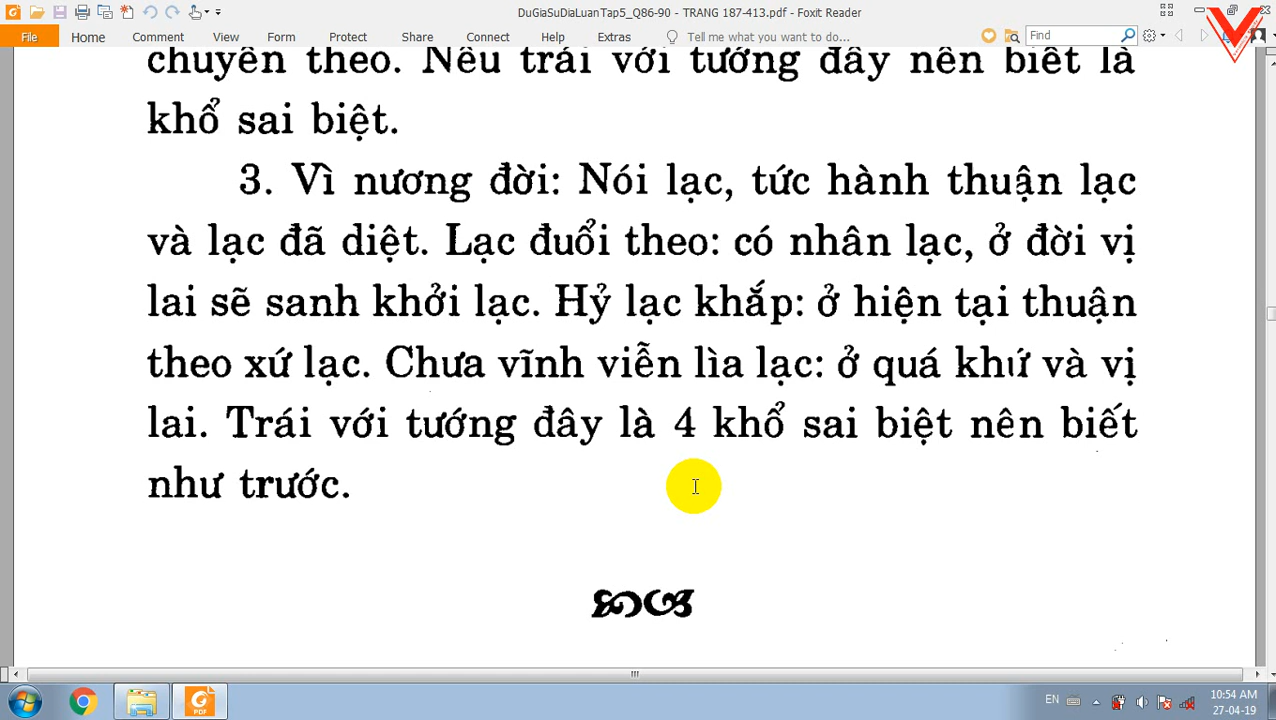 DuGiaSuDiaLuanTap5_Q86-90 - TRANG 187-413.pdf - Foxit Reader
File Home Comment View Form Protect Share Connect Help Extras Tell me what you want to do... Find
chuyển theo. Nếu trái với tướng đây nên biết là
khổ sai biệt.
3. Vì nương đời: Nói lạc, tức hành thuận lạc
và lạc đã diệt. Lạc đuổi theo: có nhân lạc, ở đời vị
lai sẽ sanh khởi lạc. Hỷ lạc khắp: ở hiện tại thuận
theo xứ lạc. Chưa vĩnh viễn lìa lạc: ở quá khứ và vị
lai. Trái với tướng đây là 4 khổ sai biệt nên biết
như trước.
PDF
EN
10:54 AM
27-04-19